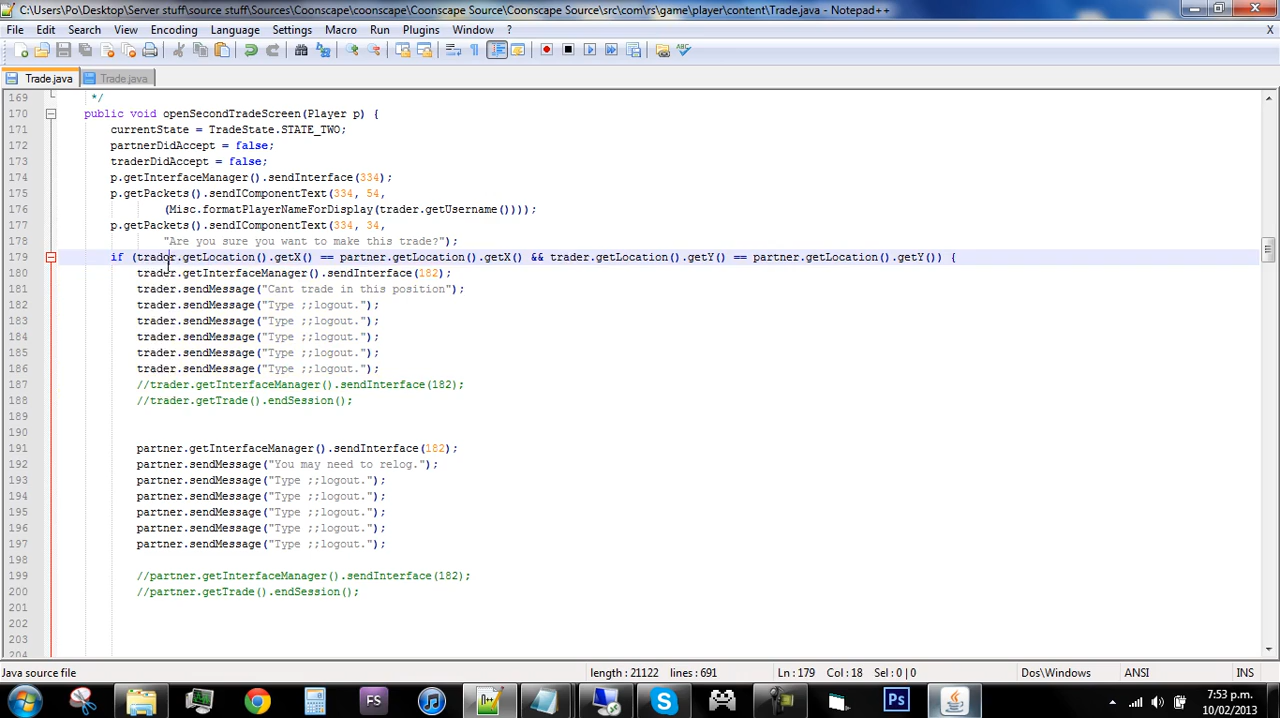 C:\Users\Po\Desktop\Server stuff\source stuff\Sources\Coonscape\coonscape\Coonscape Source\Coonscape Source\src\com\rs\game\player\content\Trade.java - Notepad++
File Edit Search View Encoding Language Settings Macro Run Plugins Window ?
X
Trade.java Trade.java
169 */
170 public void openSecondTradeScreen(Player p) {
171 currentState = TradeState.STATE_TWO;
172 partnerDidAccept = false;
173 traderDidAccept = false;
174 p.getInterfaceManager().sendInterface(334);
175 p.getPackets().sendIComponentText(334, 54,
176 (Misc.formatPlayerNameForDisplay(trader.getUsername())));
177 p.getPackets().sendIComponentText(334, 34,
178 "Are you sure you want to make this trade?");
179 if (trader.getLocation().getX() == partner.getLocation().getX() && trader.getLocation().getY() == partner.getLocation().getY()) {
180 trader.getInterfaceManager().sendInterface(182);
181 trader.sendMessage("Cant trade in this position");
182 trader.sendMessage("Type ;;logout.");
183 trader.sendMessage("Type ;;logout.");
184 trader.sendMessage("Type ;;logout.");
185 trader.sendMessage("Type ;;logout.");
186 trader.sendMessage("Type ;;logout.");
187 //trader.getInterfaceManager().sendInterface(182);
188 //trader.getTrade().endSession();
189
190
191 partner.getInterfaceManager().sendInterface(182);
192 partner.sendMessage("You may need to relog.");
193 partner.sendMessage("Type ;;logout.");
194 partner.sendMessage("Type ;;logout.");
195 partner.sendMessage("Type ;;logout.");
196 partner.sendMessage("Type ;;logout.");
197 partner.sendMessage("Type ;;logout.");
198
199 //partner.getInterfaceManager().sendInterface(182);
200 //partner.getTrade().endSession();
201
202
203
204
Java source file length : 21122 lines : 691 Ln : 179 Col : 18 Sel : 0 | 0 Dos\Windows ANSI INS
FS Ps 7:53 p.m.
10/02/2013